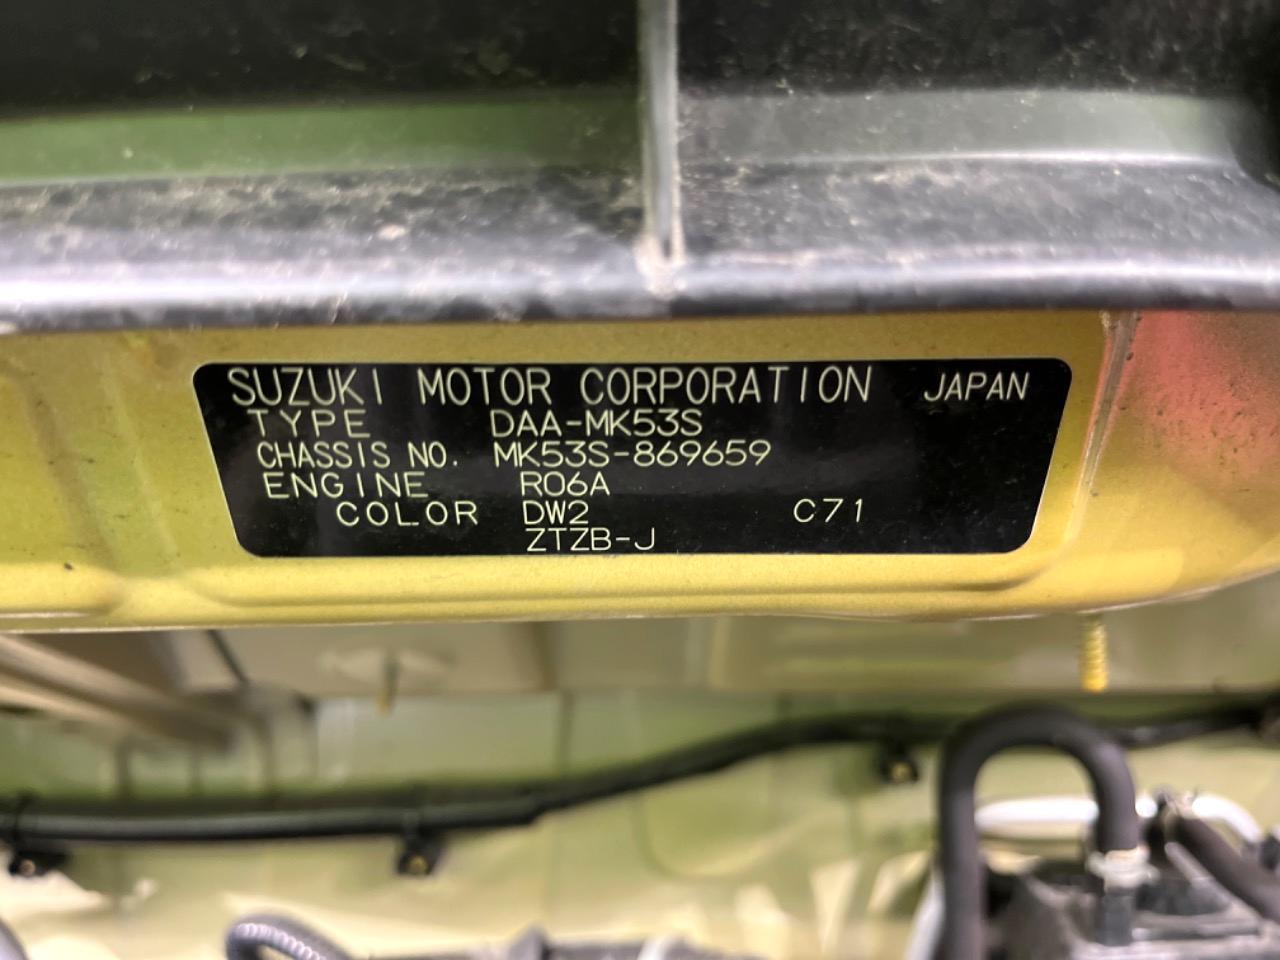 SUZUKI MOTOR CORPORATION JAPAN
TYPE DAA-MK53S
CHASSIS NO. MK53S-869659
ENGINE R06A
COLOR DW2 C71
ZTZB-J